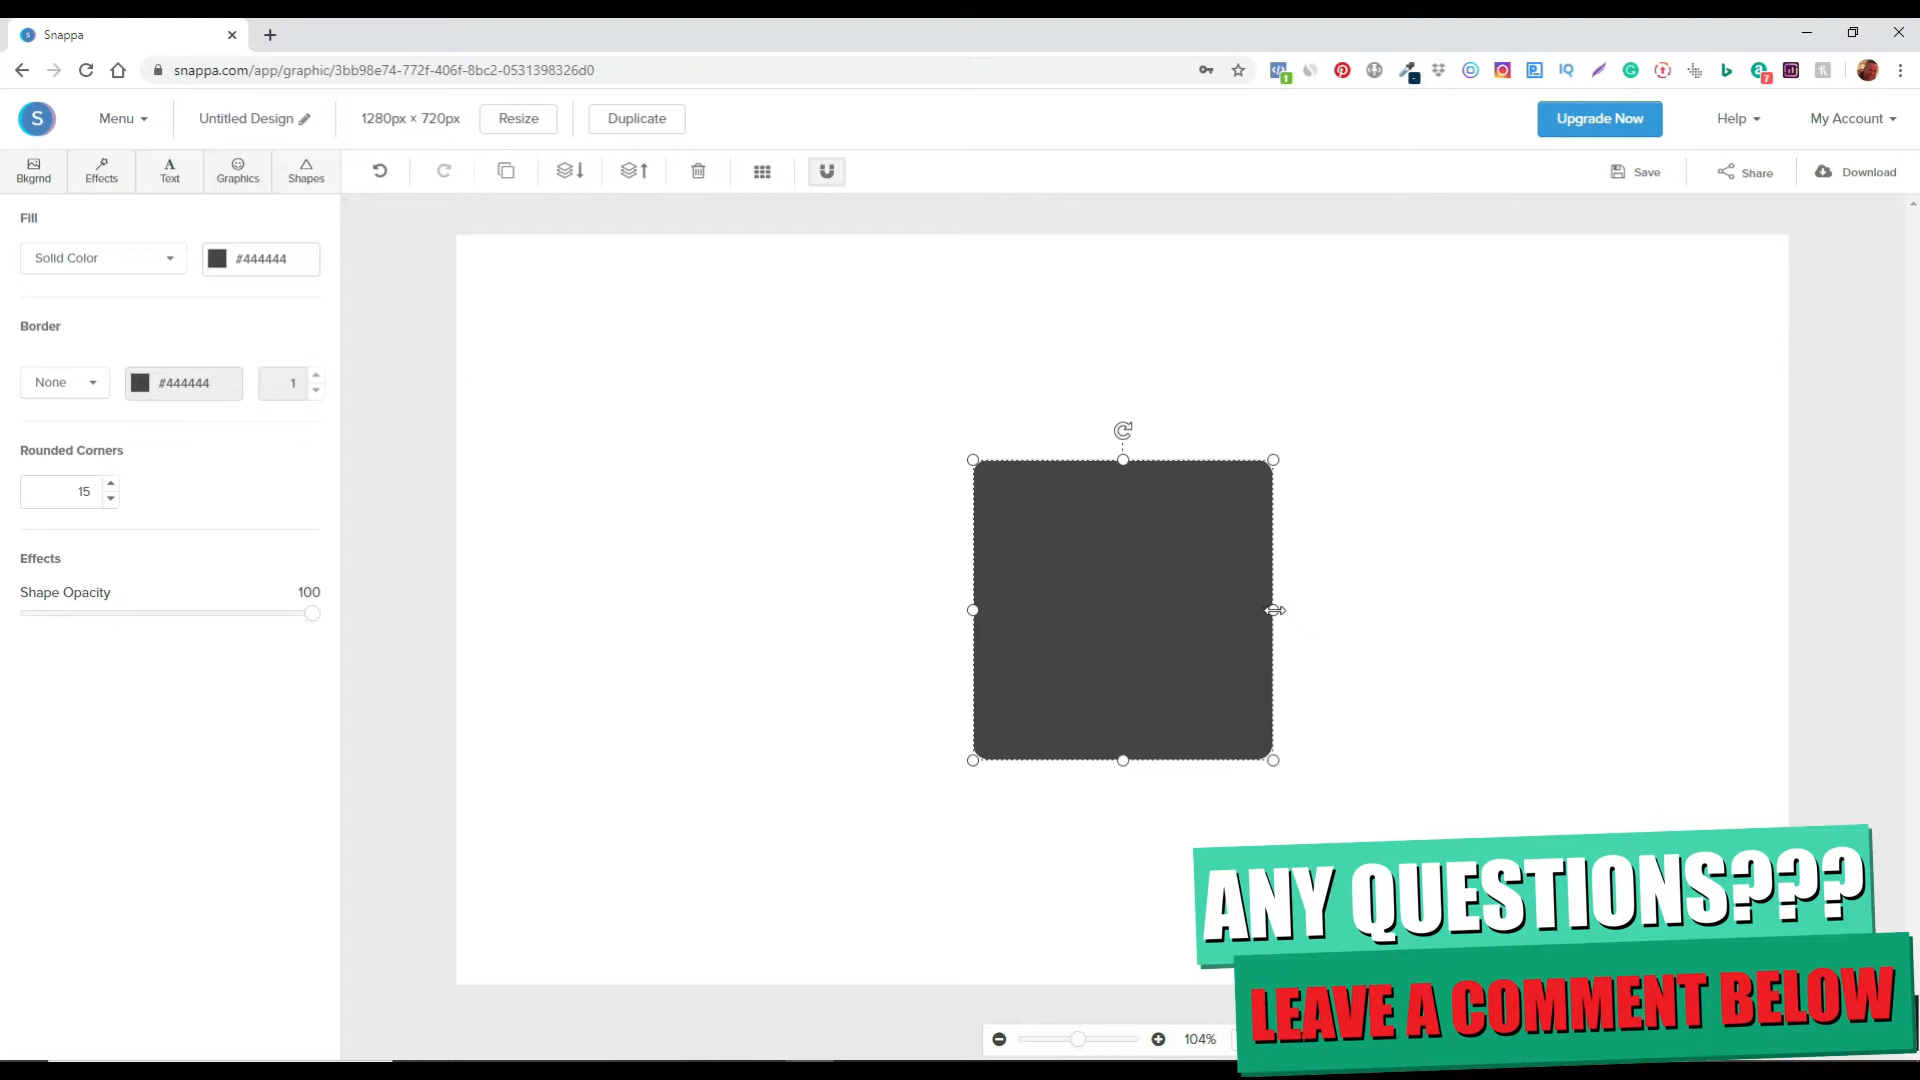 Snappa
snappa.com/app/graphic/3bb98e74-772f-406f-8bc2-0531398326d0
S
Menu
Untitled Design
1280px × 720px
Resize
Duplicate
Upgrade Now
Help
My Account
Bkgrnd
Effects
Text
Graphics
Shapes
Save
Share
Download
Fill
Solid Color
#444444
Border
None
#444444
1
Rounded Corners
15
Effects
Shape Opacity
100
104%
ANY QUESTIONS???
LEAVE A COMMENT BELOW